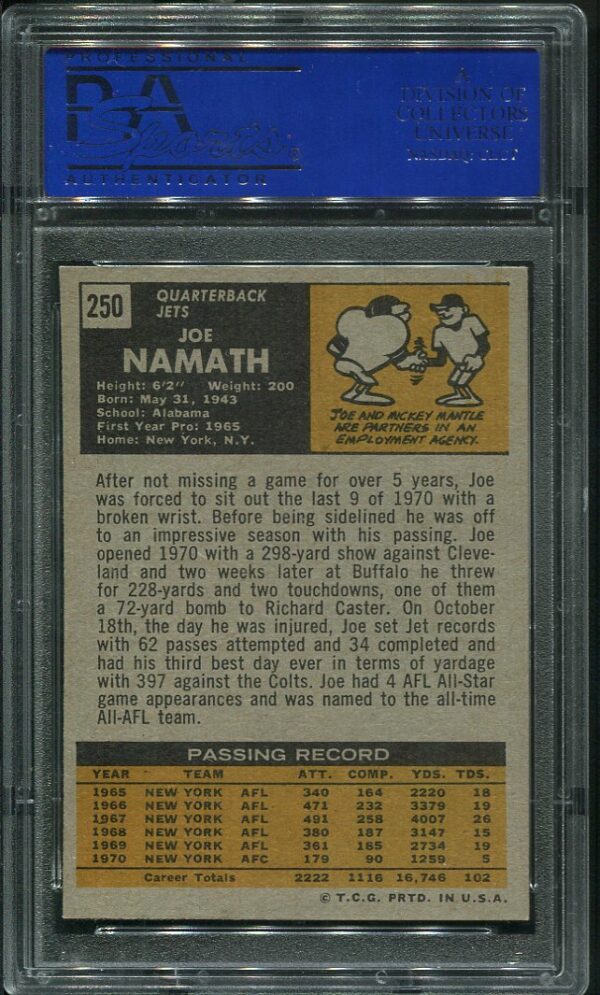 PROFESSIONAL
PSA
Sports
AUTHENTICATOR
A
DIVISION OF
COLLECTORS
UNIVERSE
NASDAQ: CLCT
250
QUARTERBACK
JETS
JOE
NAMATH
Height: 6'2" Weight: 200
Born: May 31, 1943
School: Alabama
First Year Pro: 1965
Home: New York, N.Y.
JOE AND MICKEY MANTLE
ARE PARTNERS IN AN
EMPLOYMENT AGENCY.
After not missing a game for over 5 years, Joe
was forced to sit out the last 9 of 1970 with a
broken wrist. Before being sidelined he was off
to an impressive season with his passing. Joe
opened 1970 with a 298-yard show against Cleve-
land and two weeks later at Buffalo he threw
for 228-yards and two touchdowns, one of them
a 72-yard bomb to Richard Caster. On October
18th, the day he was injured, Joe set Jet records
with 62 passes attempted and 34 completed and
had his third best day ever in terms of yardage
with 397 against the Colts. Joe had 4 AFL All-Star
game appearances and was named to the all-time
All-AFL team.
PASSING RECORD
YEAR TEAM ATT. COMP. YDS. TDS.
1965 NEW YORK AFL 340 164 2220 18
1966 NEW YORK AFL 471 232 3379 19
1967 NEW YORK AFL 491 258 4007 26
1968 NEW YORK AFL 380 187 3147 15
1969 NEW YORK AFL 361 185 2734 19
1970 NEW YORK AFC 179 90 1259 5
Career Totals 2222 1116 16,746 102
© T.C.G. PRTD. IN U.S.A.